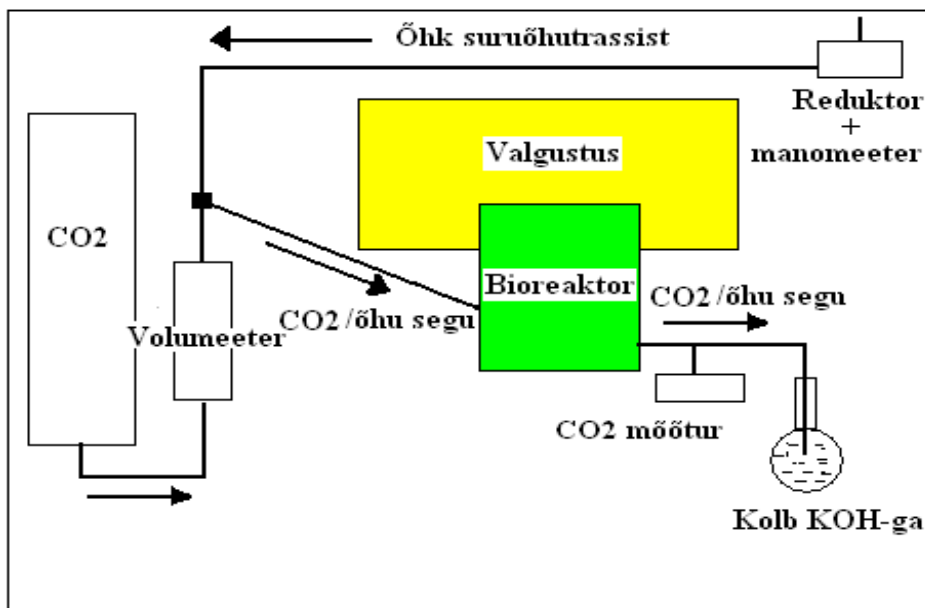 Õhk suruõhutrassist
Reduktor
+
manomeeter
Valgustus
CO2
Bioreaktor
CO2/õhu segu
CO2/õhu segu
Volumeeter
CO2 mõõtur
Kolb KOH-ga